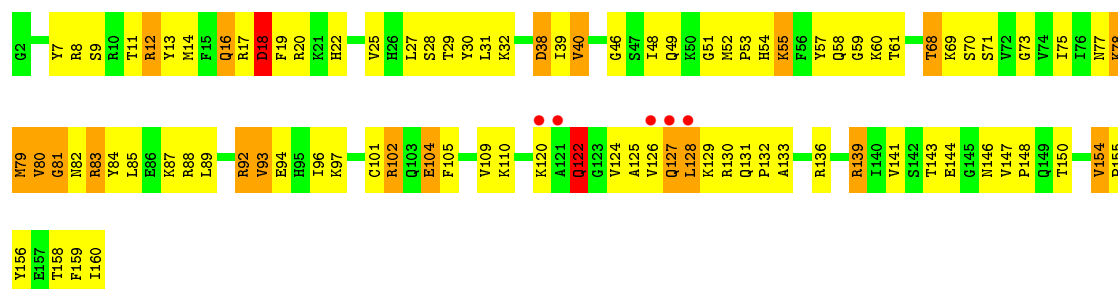 G2 Y7 R8 S9 R10 T11 R12 Y13 M14 F15 Q16 R17 D18 F19 R20 K21 H22 V25 H26 L27 S28 T29 Y30 L31 K32 D38 I39 V40 G46 S47 I48 Q49 K50 G51 M52 P53 H54 K55 F56 Y57 Q58 G59 K60 T61 T68 K69 S70 S71 V72 G73 V74 I75 I76 N77 K78
M79 V80 G81 N82 R83 Y84 L85 E86 K87 R88 L89 R92 V93 E94 H95 I96 K97 C101 R102 Q103 E104 F105 V109 K110 K120 A121 Q122 G123 V124 A125 V126 Q127 L128 K129 R130 Q131 P132 A133 R136 R139 I140 V141 S142 T143 E144 G145 N146 V147 P148 Q149 T150 V154 P155
Y156 E157 T158 F159 I160